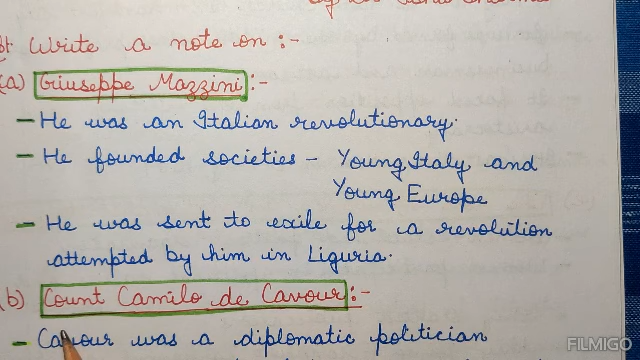 Write a note on :-
(a) Giuseppe Mazzini :-
- He was an Italian revolutionary.
- He founded societies - Young Italy and
Young Europe
- He was sent to exile for a revolution
attempted by him in Liguria.
(b) Count Camilo de Cavour :-
- Cavour was a diplomatic politician
FILMIGO